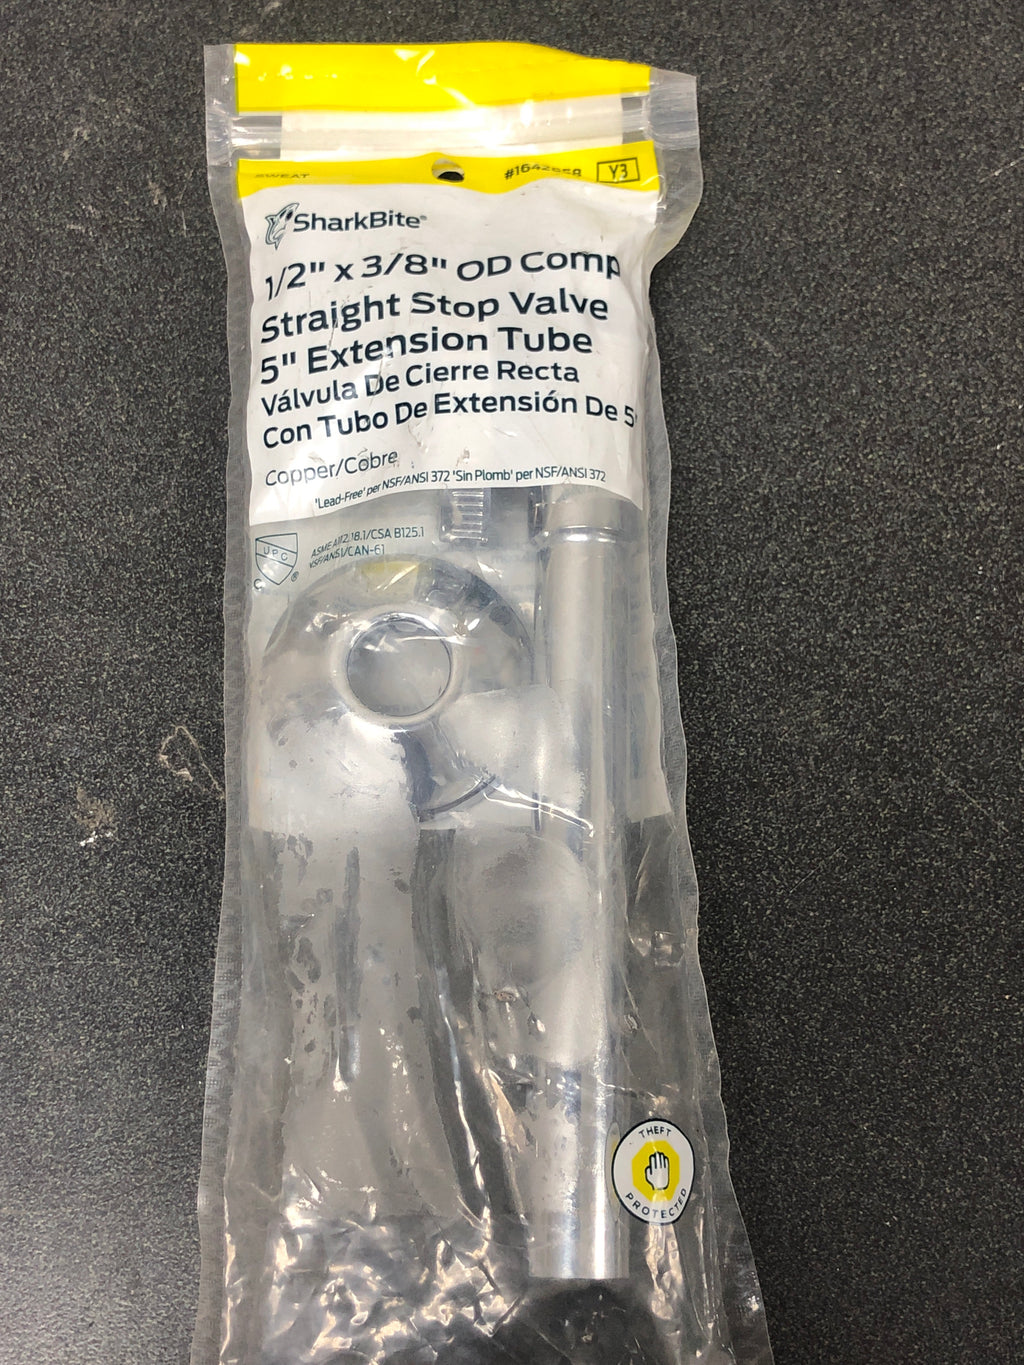 SWEAT
Y3
SharkBite®
1/2" x 3/8" OD Comp
Straight Stop Valve
5" Extension Tube
Válvula De Cierre Recta
Con Tubo De Extensión De 5"
Copper/Cobre
'Lead-Free' per NSF/ANSI 372 'Sin Plomb' per NSF/ANSI 372
UPC
C ®
ASME A112.18.1/CSA B125.1
NSF/ANSI/CAN-61
THEFT
PROTECTED